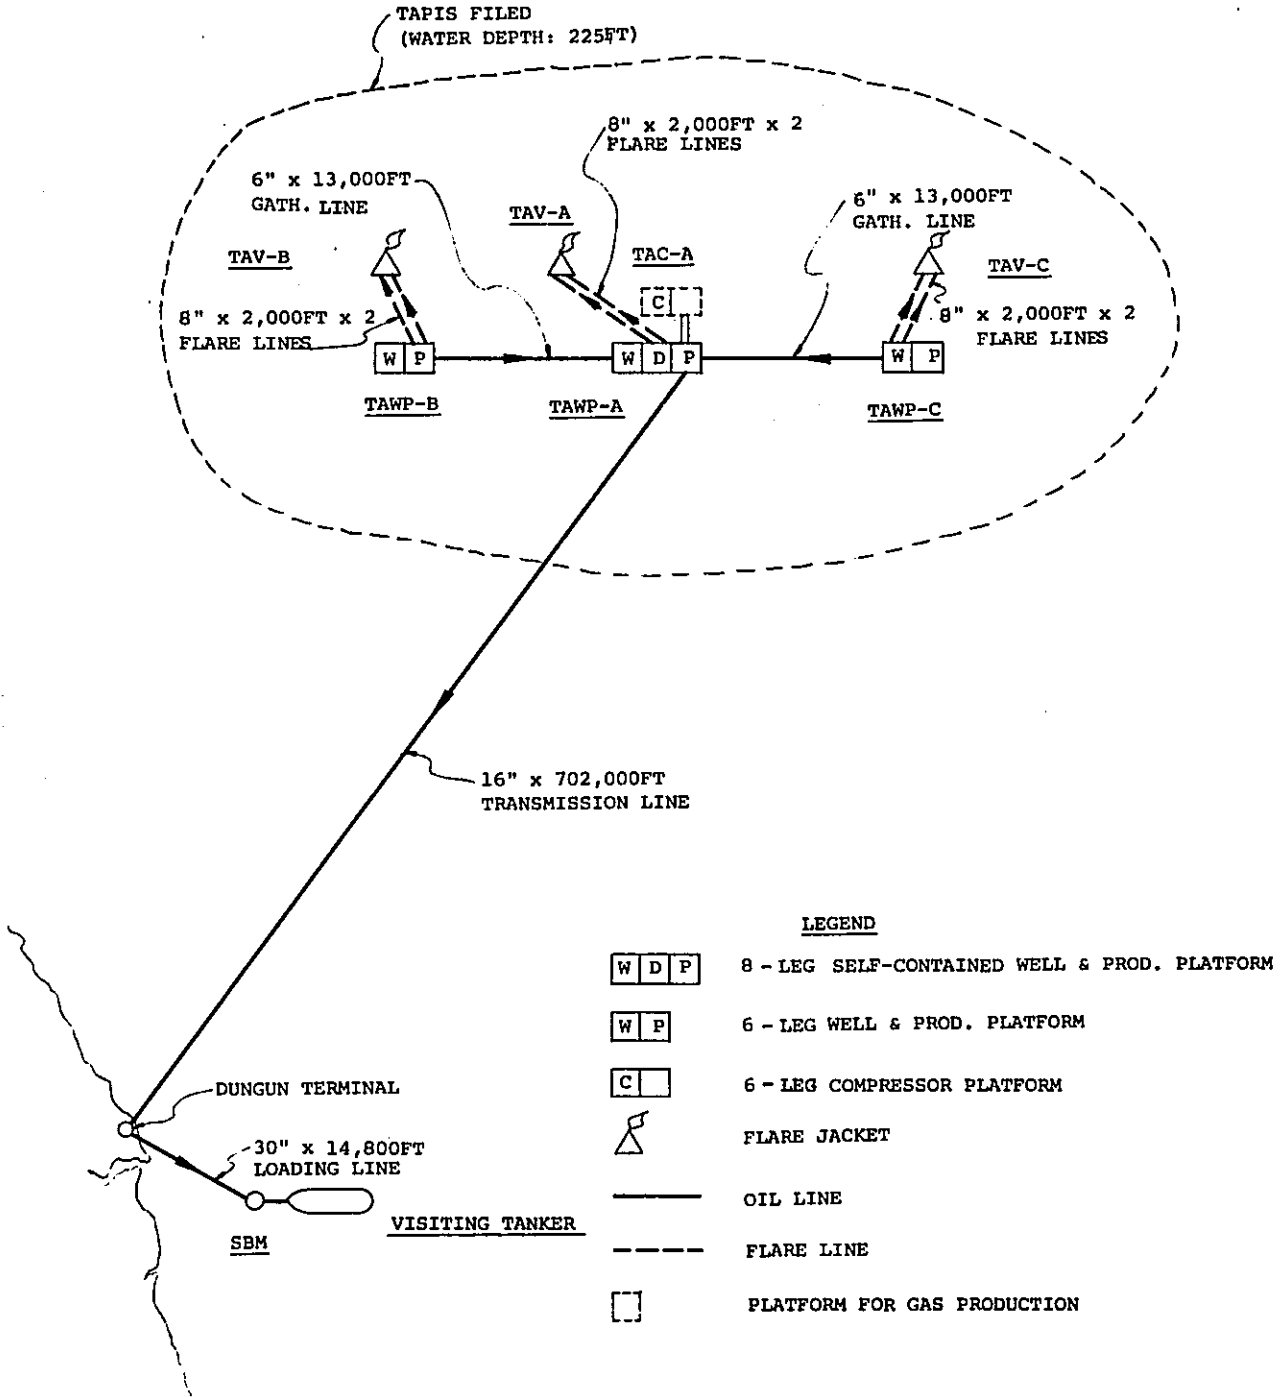 TAPIS FILED
(WATER DEPTH: 225FT)
8" x 2,000FT x 2
FLARE LINES
6" x 13,000FT
GATH. LINE
6" x 13,000FT
GATH. LINE
TAV-A
TAV-B
TAC-A
TAV-C
C
8" x 2,000FT x 2
FLARE LINES
8" x 2,000FT x 2
FLARE LINES
W P
W D P
W P
TAWP-B
TAWP-A
TAWP-C
16" x 702,000FT
TRANSMISSION LINE
DUNGUN TERMINAL
30" x 14,800FT
LOADING LINE
VISITING TANKER
SBM
LEGEND
W D P 8 - LEG SELF-CONTAINED WELL & PROD. PLATFORM
W P 6 - LEG WELL & PROD. PLATFORM
C 6 - LEG COMPRESSOR PLATFORM
FLARE JACKET
OIL LINE
FLARE LINE
PLATFORM FOR GAS PRODUCTION